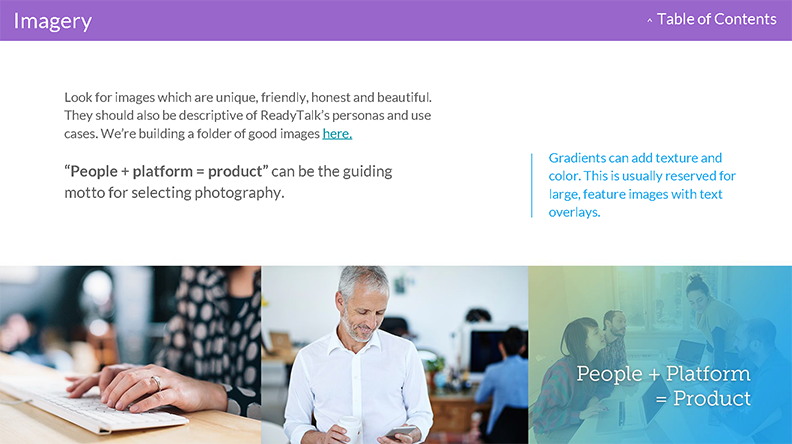 Imagery
^ Table of Contents
Look for images which are unique, friendly, honest and beautiful.
They should also be descriptive of ReadyTalk’s personas and use
cases. We’re building a folder of good images here.
“People + platform = product” can be the guiding
motto for selecting photography.
Gradients can add texture and
color. This is usually reserved for
large, feature images with text
overlays.
People + Platform
= Product